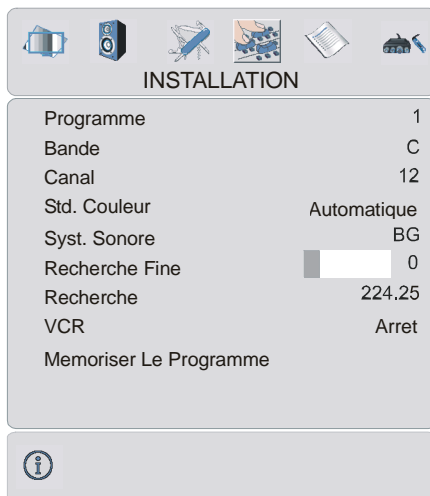 INSTALLATION
Programme 1
Bande C
Canal 12
Std. Couleur Automatique
Syst. Sonore BG
Recherche Fine 0
Recherche 224.25
VCR Arret
Memoriser Le Programme